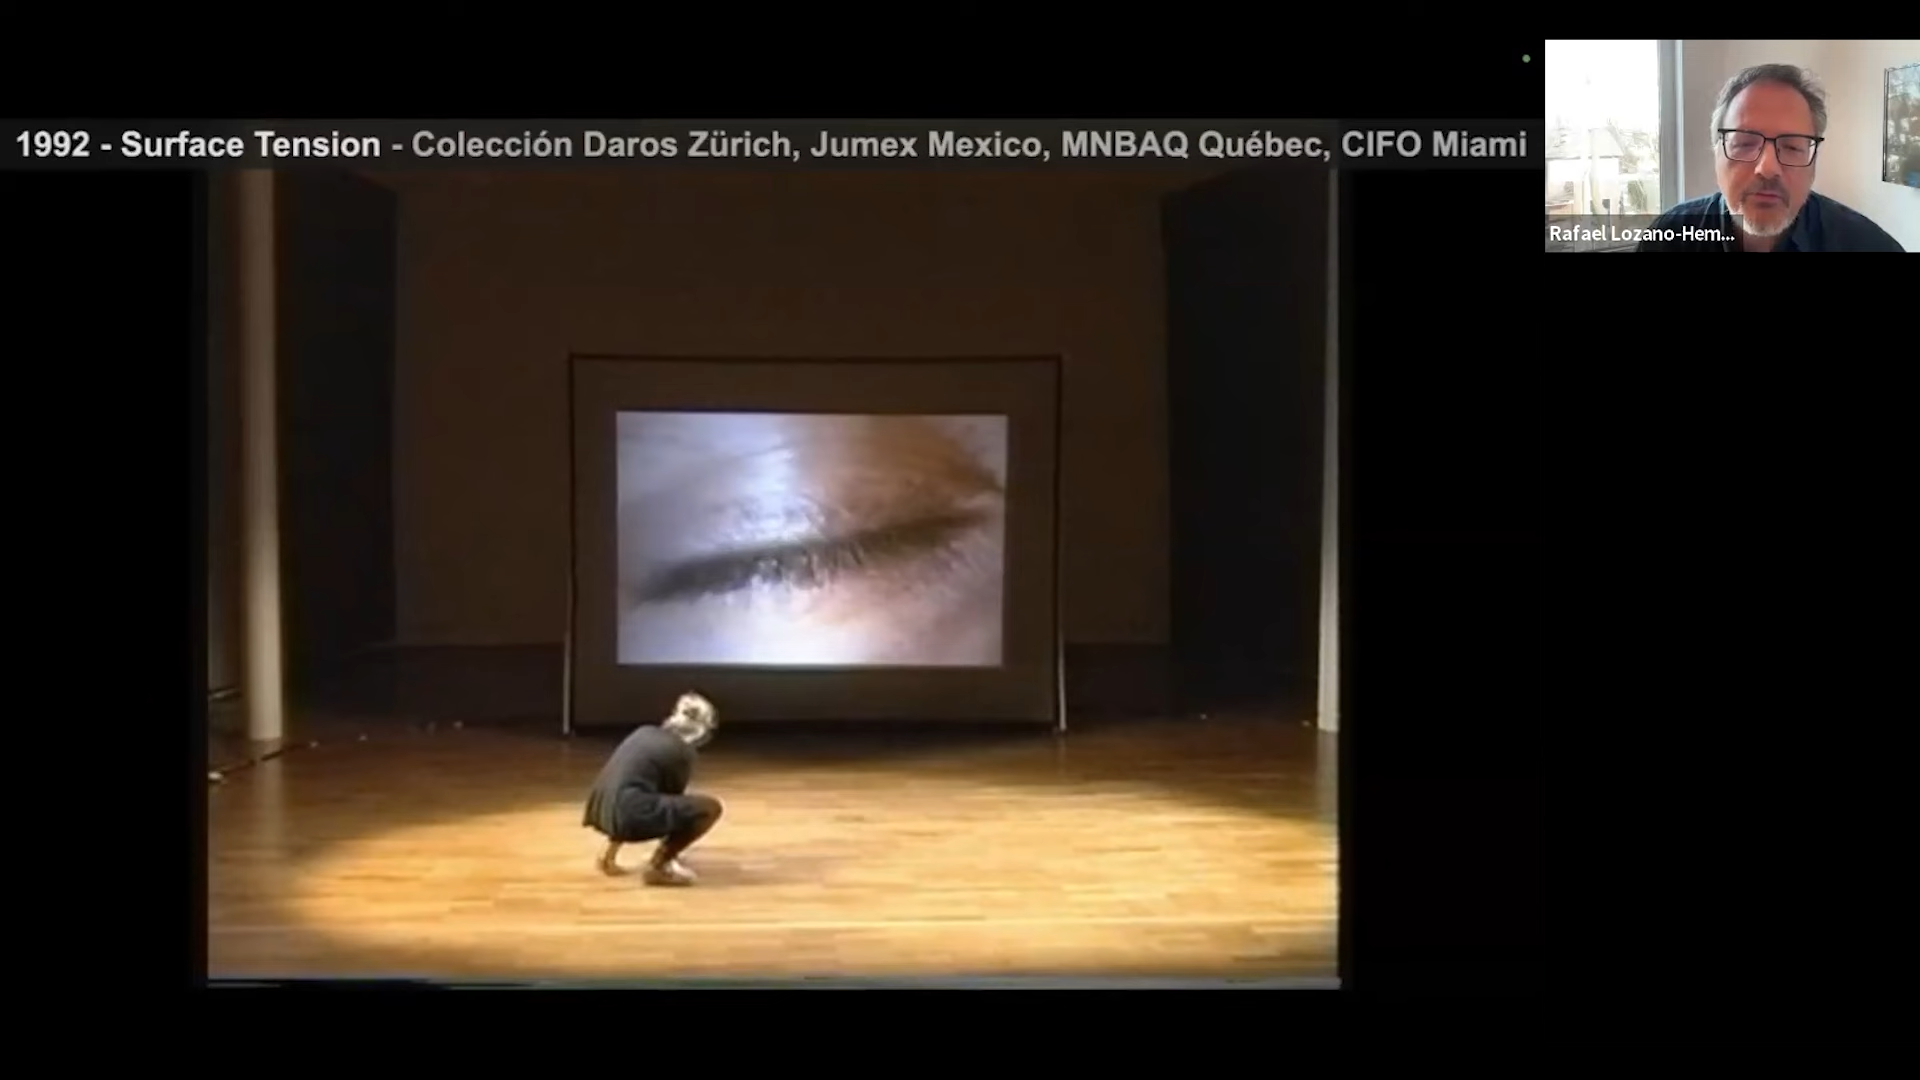 1992 - Surface Tension - Colección Daros Zürich, Jumex Mexico, MNBAQ Québec, CIFO Miami
Rafael Lozano-Hem...